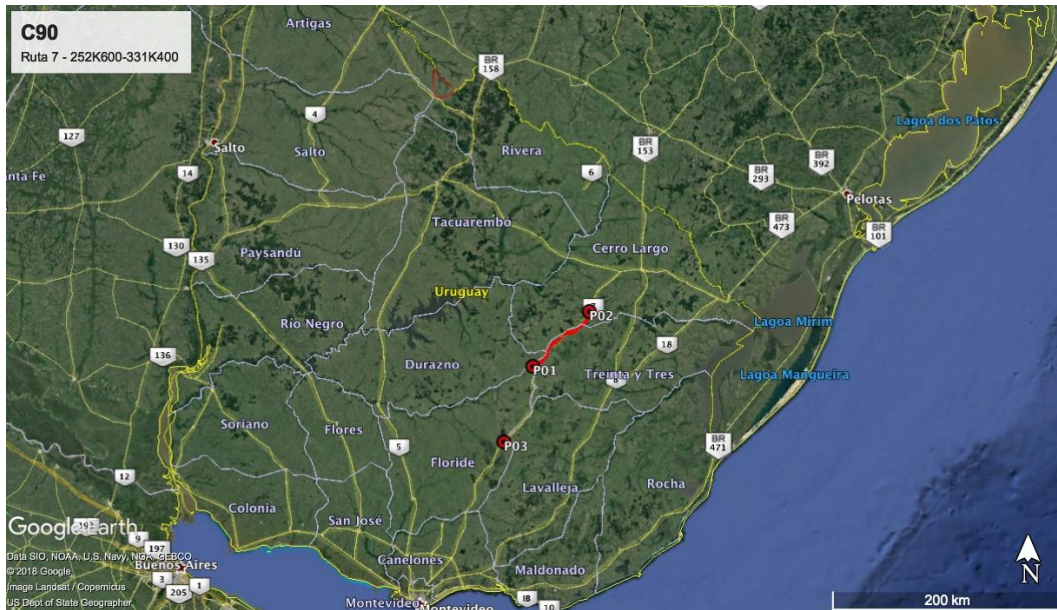 C90
Ruta 7 - 252K600-331K400
Artigas
BR
158
Lagoa dos Patos
127
4
BR
153
BR
392
Salto
Salto
Rivera
BR
293
14
6
Pelotas
Tacuarembó
BR
473
BR
101
130
Cerro Largo
135
Paysandú
Uruguay
P02
Lagoa Mirim
Río Negro
18
136
Durazno
P01
Treinta y Tres
8
Lagoa Mangueira
Soriano
Flores
P03
5
BR
471
Floride
12
Lavalleja
Rocha
Colonia
San José
Google Earth
9
197
Canelones
Data SIO, NOAA, U.S. Navy, NGA, GEBCO
Buenos Aires
Maldonado
© 2018 Google
3
1
Image Landsat / Copernicus
205
IB
N
US Dept of State Geographer
Montevideo
Montevideo
10
200 km